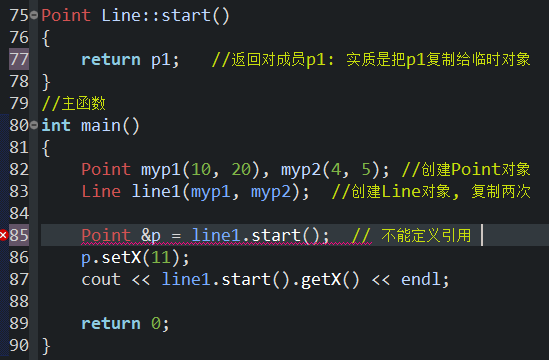 75 Point Line::start()
76 {
77     return p1;   //返回对成员p1: 实质是把p1复制给临时对象
78 }
79 //主函数
80 int main()
81 {
82     Point myp1(10, 20), myp2(4, 5); //创建Point对象
83     Line line1(myp1, myp2);  //创建Line对象, 复制两次
84
85     Point &p = line1.start();  // 不能定义引用
86     p.setX(11);
87     cout << line1.start().getX() << endl;
88
89     return 0;
90 }